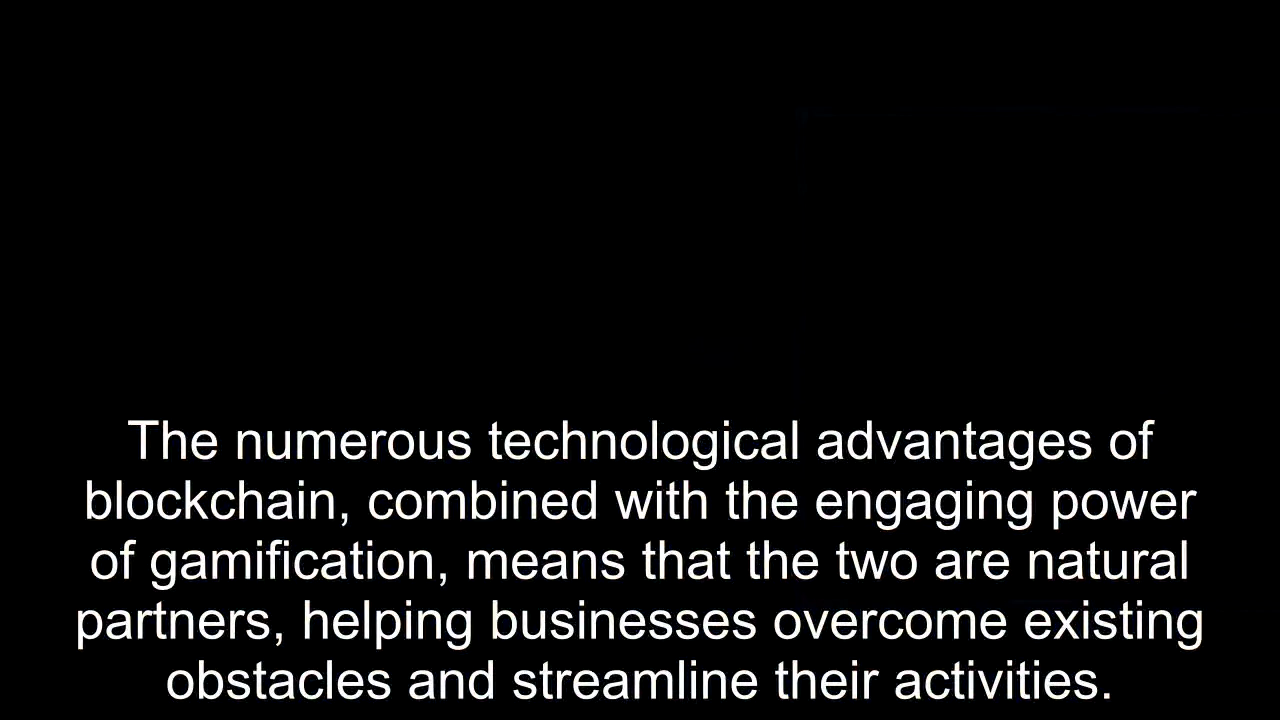 The numerous technological advantages of
blockchain, combined with the engaging power
of gamification, means that the two are natural
partners, helping businesses overcome existing
obstacles and streamline their activities.